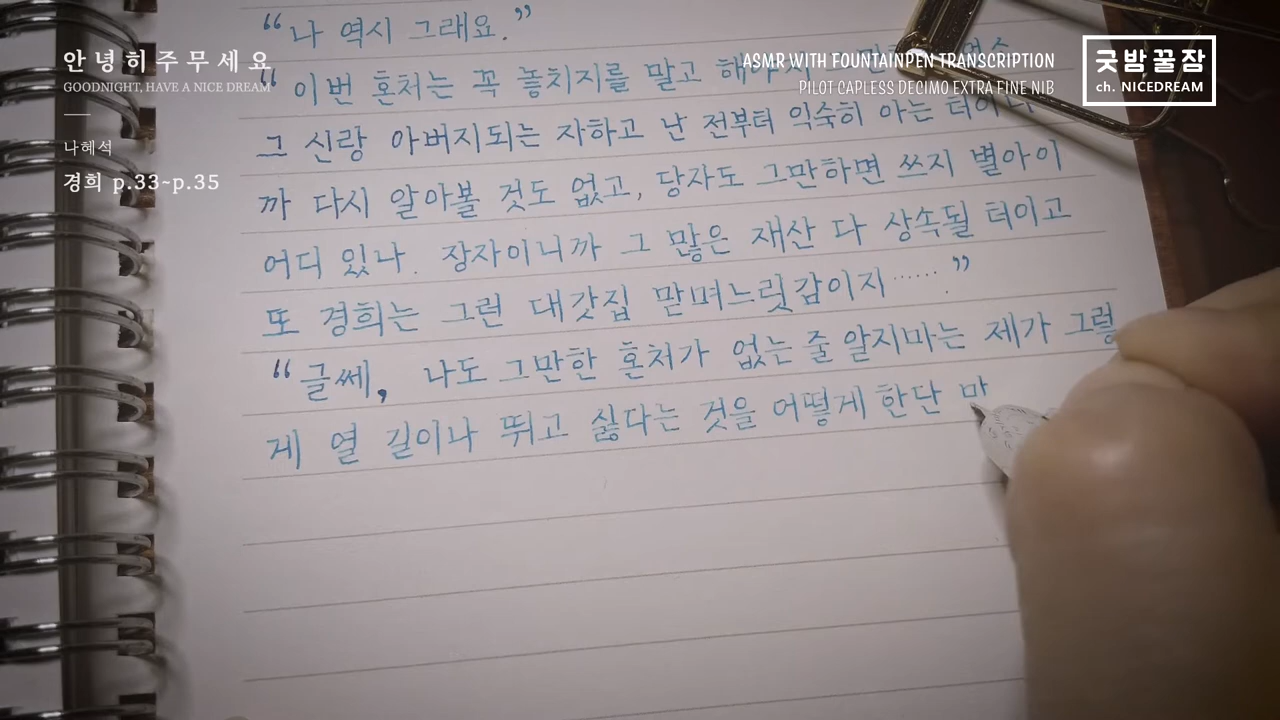 안녕히주무세요
GOODNIGHT, HAVE A NICE DREAM
나혜석
경희 p.33~p.35
ASMR WITH FOUNTAINPEN TRANSCRIPTION
PILOT CAPLESS DECIMO EXTRA FINE NIB
굿밤꿀잠
ch. NICEDREAM
“나 역시 그래요.”
“이번 혼처는 꼭 놓치지를 말고 해야지
그 신랑 아버지되는 자하고 난 전부터 익숙히 아는 터이니
까 다시 알아볼 것도 없고, 당자도 그만하면 쓰지 별아이
어디 있나. 장자이니까 그 많은 재산 다 상속될 터이고
또 경희는 그런 대갓집 맏며느릿감이지……”
“글쎄, 나도 그만한 혼처가 없는 줄 알지마는 제가 그렇
게 열 길이나 뛰고 싫다는 것을 어떻게 한단 마